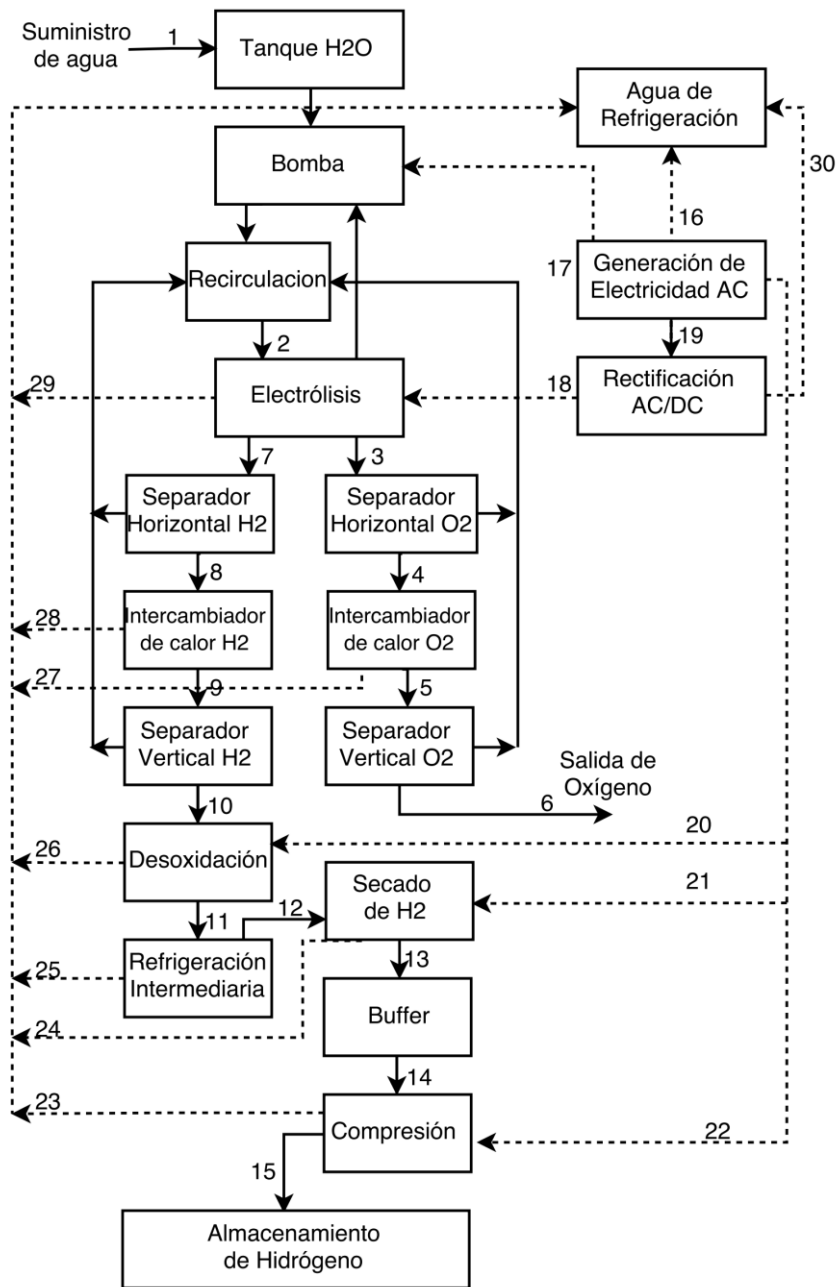 Suministro
de agua
1
Tanque H2O
Agua de
Refrigeración
Bomba
30
16
Recirculacion
17
Generación de
Electricidad AC
2
19
29
Electrólisis
18
Rectificación
AC/DC
7
3
Separador
Horizontal H2
Separador
Horizontal O2
8
4
28
Intercambiador
de calor H2
Intercambiador
de calor O2
27
9
5
Separador
Vertical H2
Separador
Vertical O2
Salida de
Oxígeno
10
6
20
26
Desoxidación
Secado
de H2
21
11
12
25
Refrigeración
Intermediaria
13
24
Buffer
14
23
Compresión
22
15
Almacenamiento
de Hidrógeno